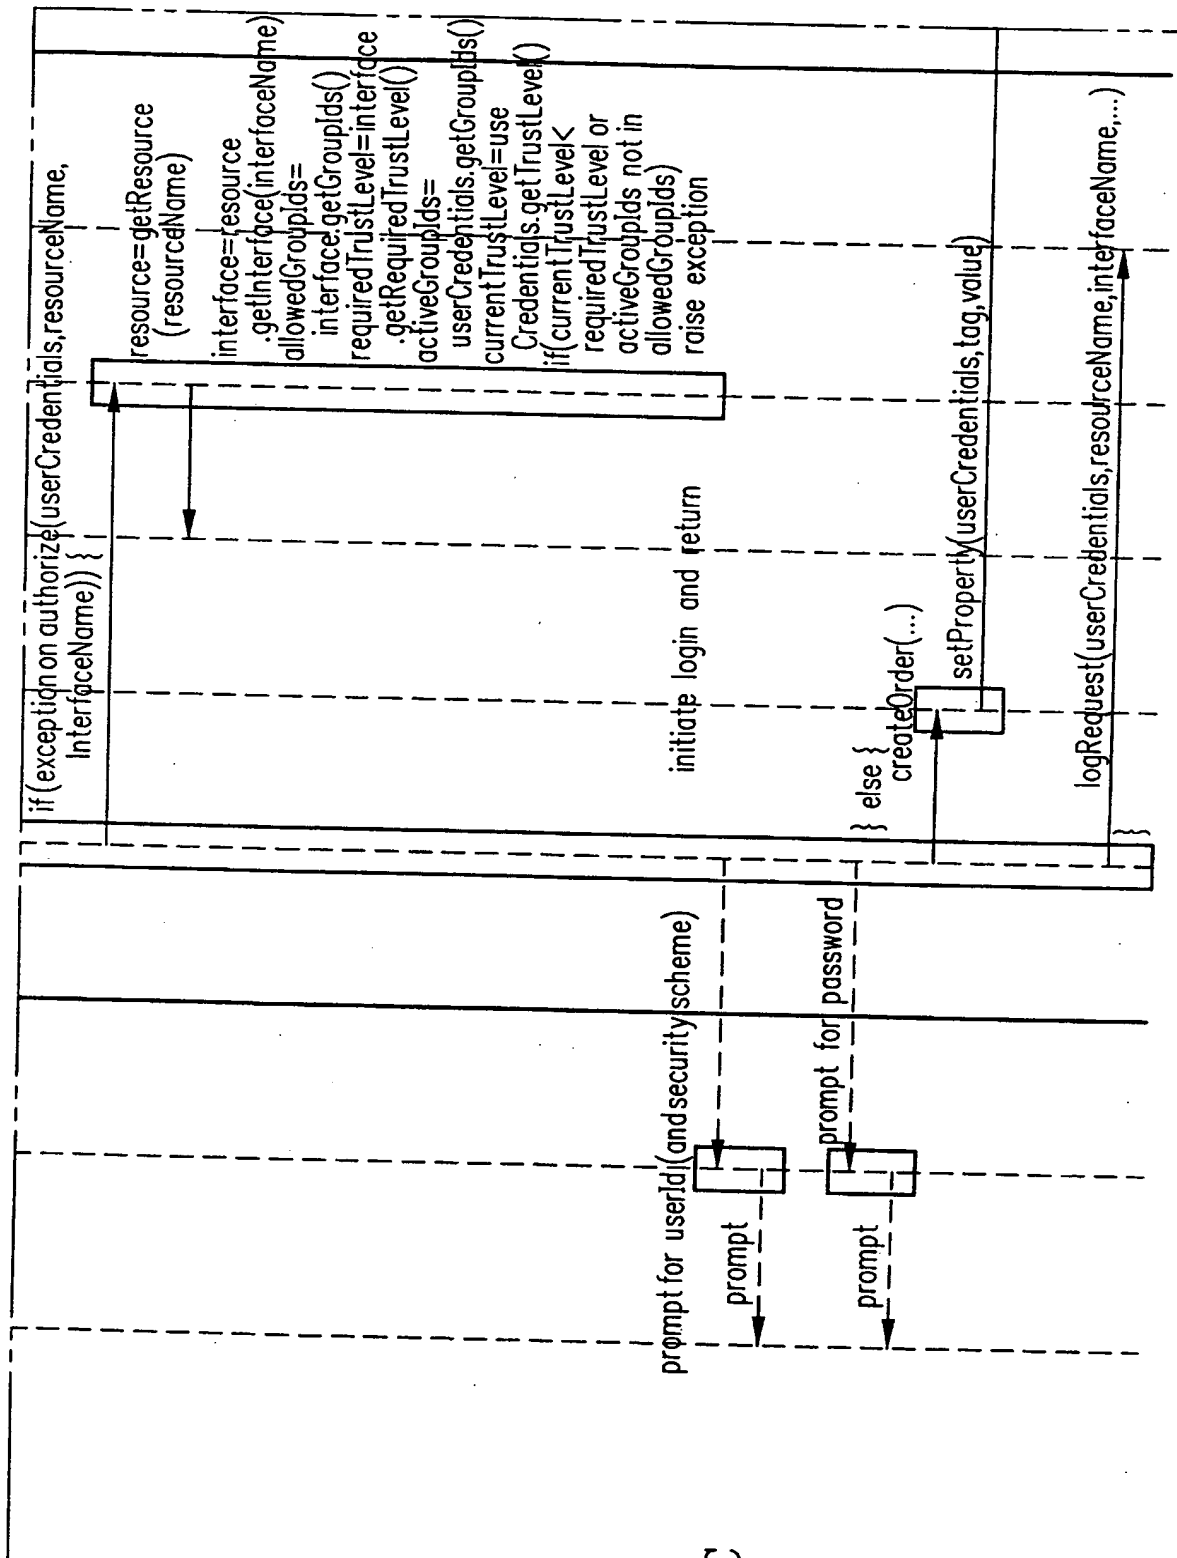 if(exception on authorize(userCredentials,resourceName,
InterfaceName)) {
resource=getResource
(resourceName)
interface=resource
.getInterface(interfaceName)
allowedGroupIds=
interface.getGroupIds()
requiredTrustLevel=interface
.getRequiredTrustLevel()
activeGroupIds=
userCredentials.getGroupIds()
currentTrustLevel=use
Credentials.getTrustLevel()
if(currentTrustLevel<
requiredTrustLevel or
activeGroupIds not in
allowedGroupIds)
raise exception
initiate login and return
prompt for userId (and security scheme)
prompt
prompt for password
prompt
} else {
createOrder(...)
setProperty(userCredentials,tag,value)
logRequest(userCredentials,resourceName,interfaceName,...)
}